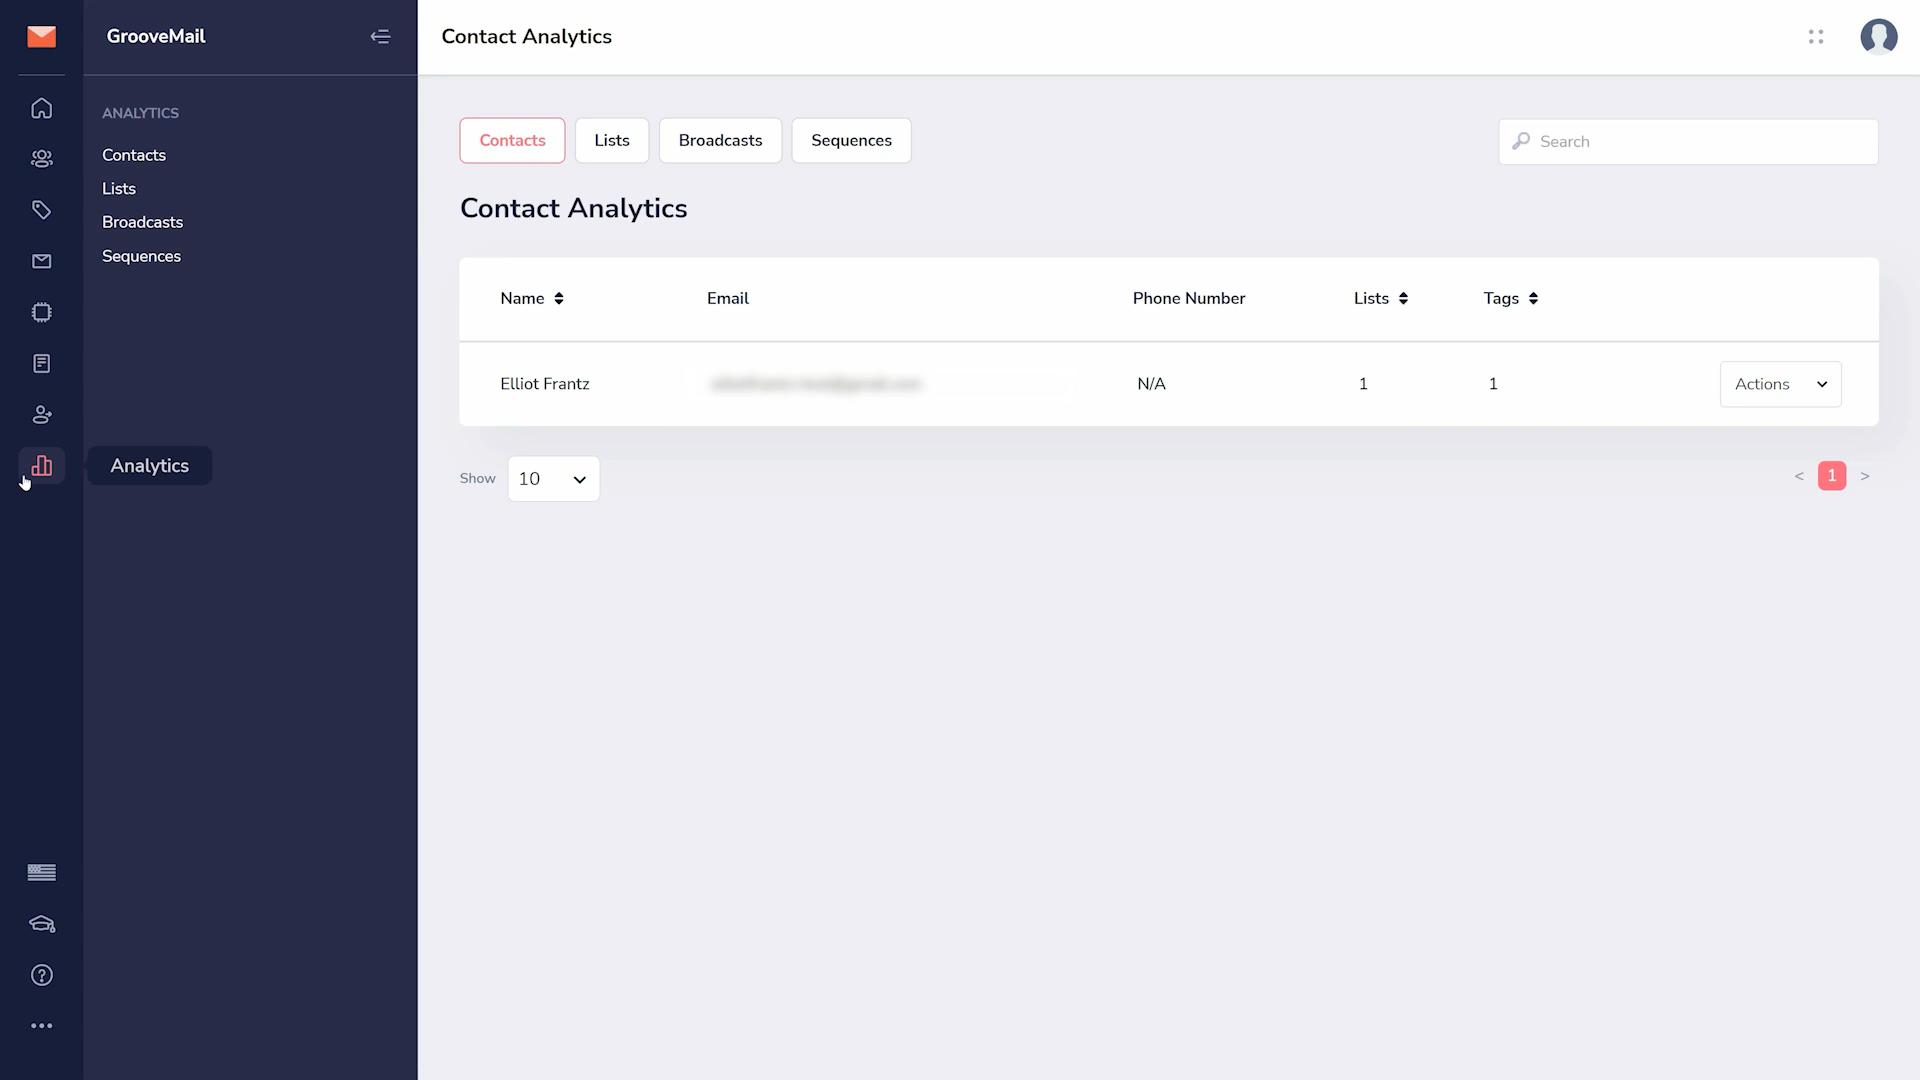 GrooveMail
Contact Analytics
ANALYTICS
Contacts
Lists
Broadcasts
Sequences
Analytics
Contacts
Lists
Broadcasts
Sequences
Search
Contact Analytics
Name
Email
Phone Number
Lists
Tags
Elliot Frantz
N/A
1
1
Actions
Show
10
<
1
>